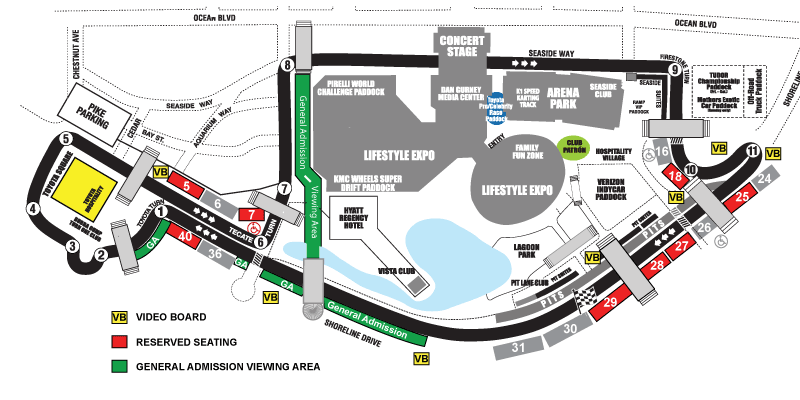 OCEAN BLVD
OCEAN BLVD
CHESTNUT AVE
SHORELINE
CONCERT
STAGE
SEASIDE WAY
FIRESTONE TURN
8
9
PIRELLI WORLD
CHALLENGE PADDOCK
DAN GURNEY
MEDIA CENTER
Toyota
Pro/Celebrity
Race
Paddock
K1 SPEED
KARTING
TRACK
ARENA
PARK
SEASIDE
CLUB
SEASIDE
SUITES
RAMP
VIP
PADDOCK
TUDOR
Championship
Paddock
Mothers Exotic
Car Paddock
Off-Road
Truck Paddock
PIKE
PARKING
SEASIDE WAY
CEDAR
BAY ST.
AQUARIUM WAY
General Admission
Viewing Area
LIFESTYLE EXPO
KMC WHEELS SUPER
DRIFT PADDOCK
ENTRY
FAMILY
FUN ZONE
CLUB
PATRÓN
HOSPITALITY
VILLAGE
LIFESTYLE EXPO
VERIZON
INDYCAR
PADDOCK
16
18
10
11
VB
VB
VB
24
25
26
27
28
29
30
31
5
TOYOTA SQUARE
TOYOTA
HOSPITALITY
4
3
2
1
TOYOTA TURN
VB
5
6
7
7
TECATE TURN
6
GA
40
36
GA
GA
VB
HYATT
REGENCY
HOTEL
VISTA CLUB
LAGOON
PARK
PIT LANE CLUB
PIT SUITES
PIT SUITES
PITS
PITS
VB
General Admission
SHORELINE DRIVE
VB
VB VIDEO BOARD
RESERVED SEATING
GENERAL ADMISSION VIEWING AREA